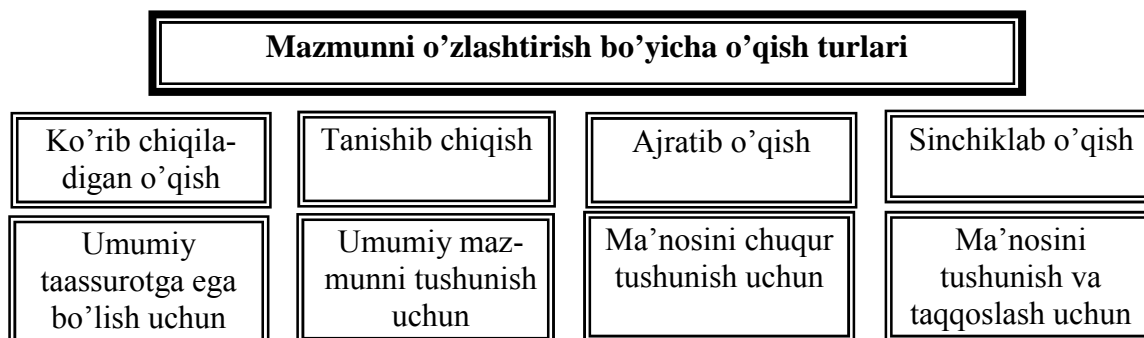 Mazmunni o’zlashtirish bo’yicha o’qish turlari
Ko’rib chiqila-
digan o’qish
Tanishib chiqish
Ajratib o’qish
Sinchiklab o’qish
Umumiy
taassurotga ega
bo’lish uchun
Umumiy maz-
munni tushunish
uchun
Ma’nosini chuqur
tushunish uchun
Ma’nosini
tushunish va
taqqoslash uchun